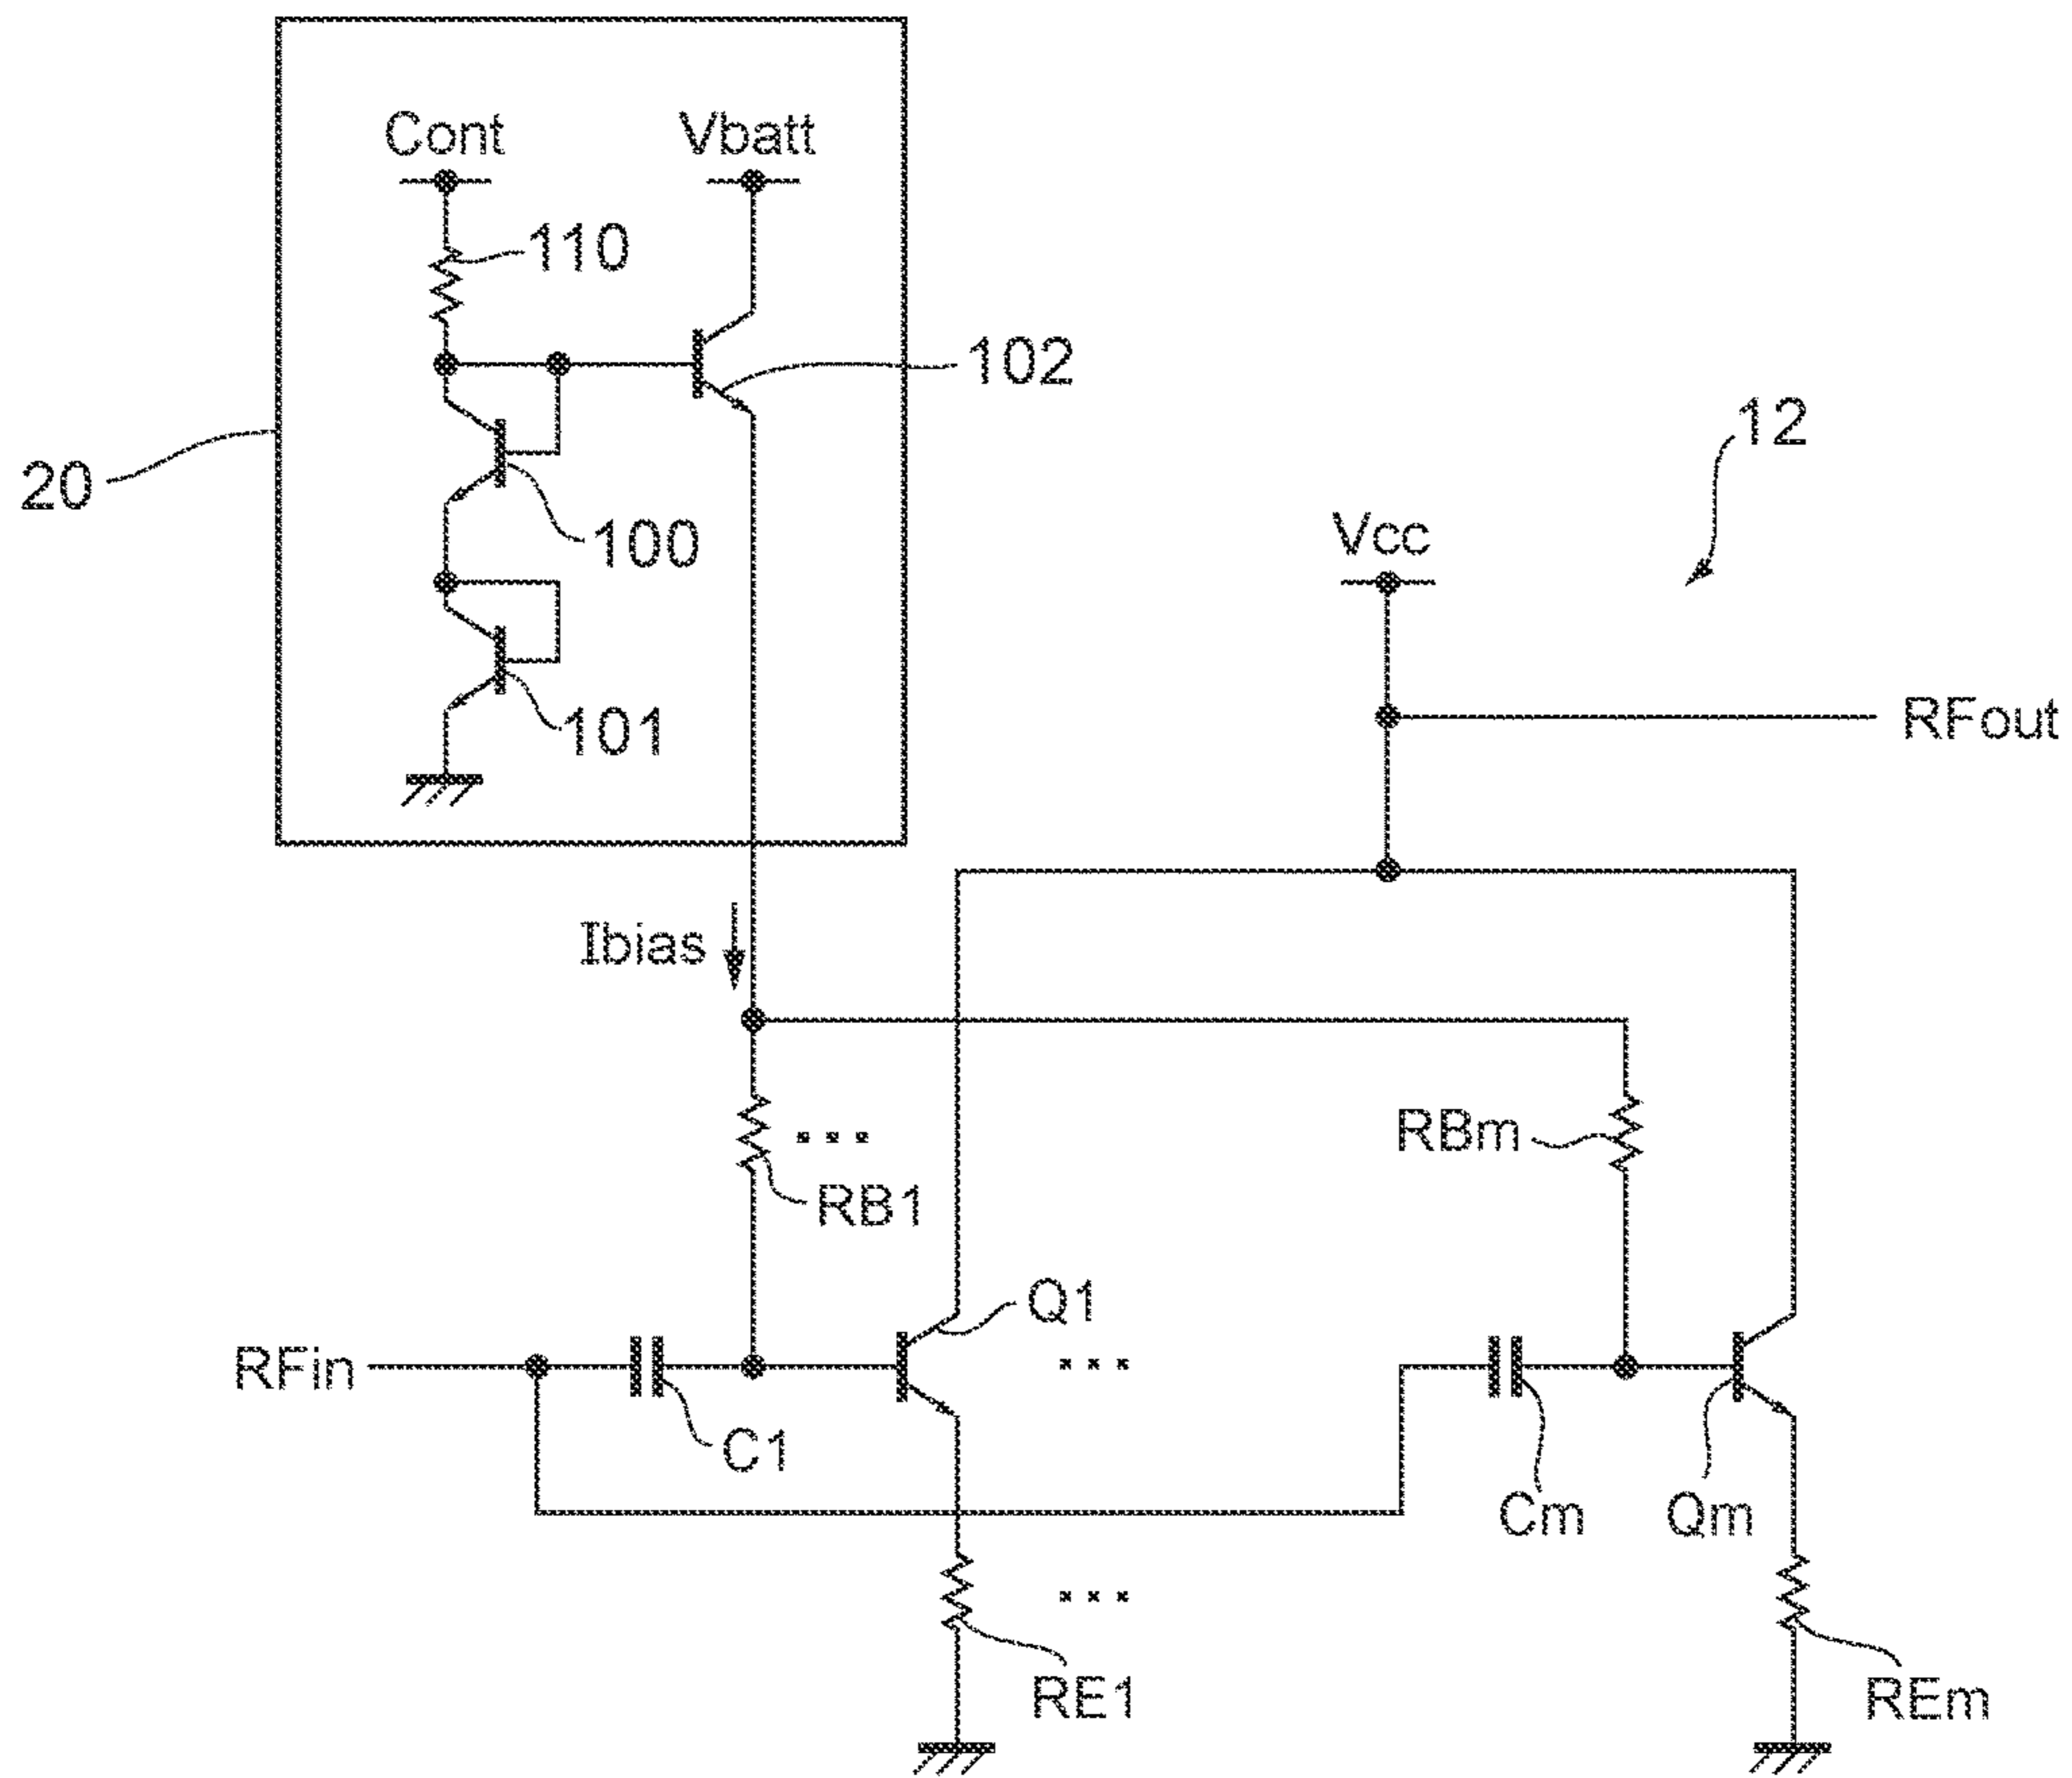 Cont
Vbatt
110
102
12
20
100
Vcc
101
RFout
Ibias
...
RBm
RB1
Q1
RFin
...
C1
Cm
Qm
...
RE1
REm